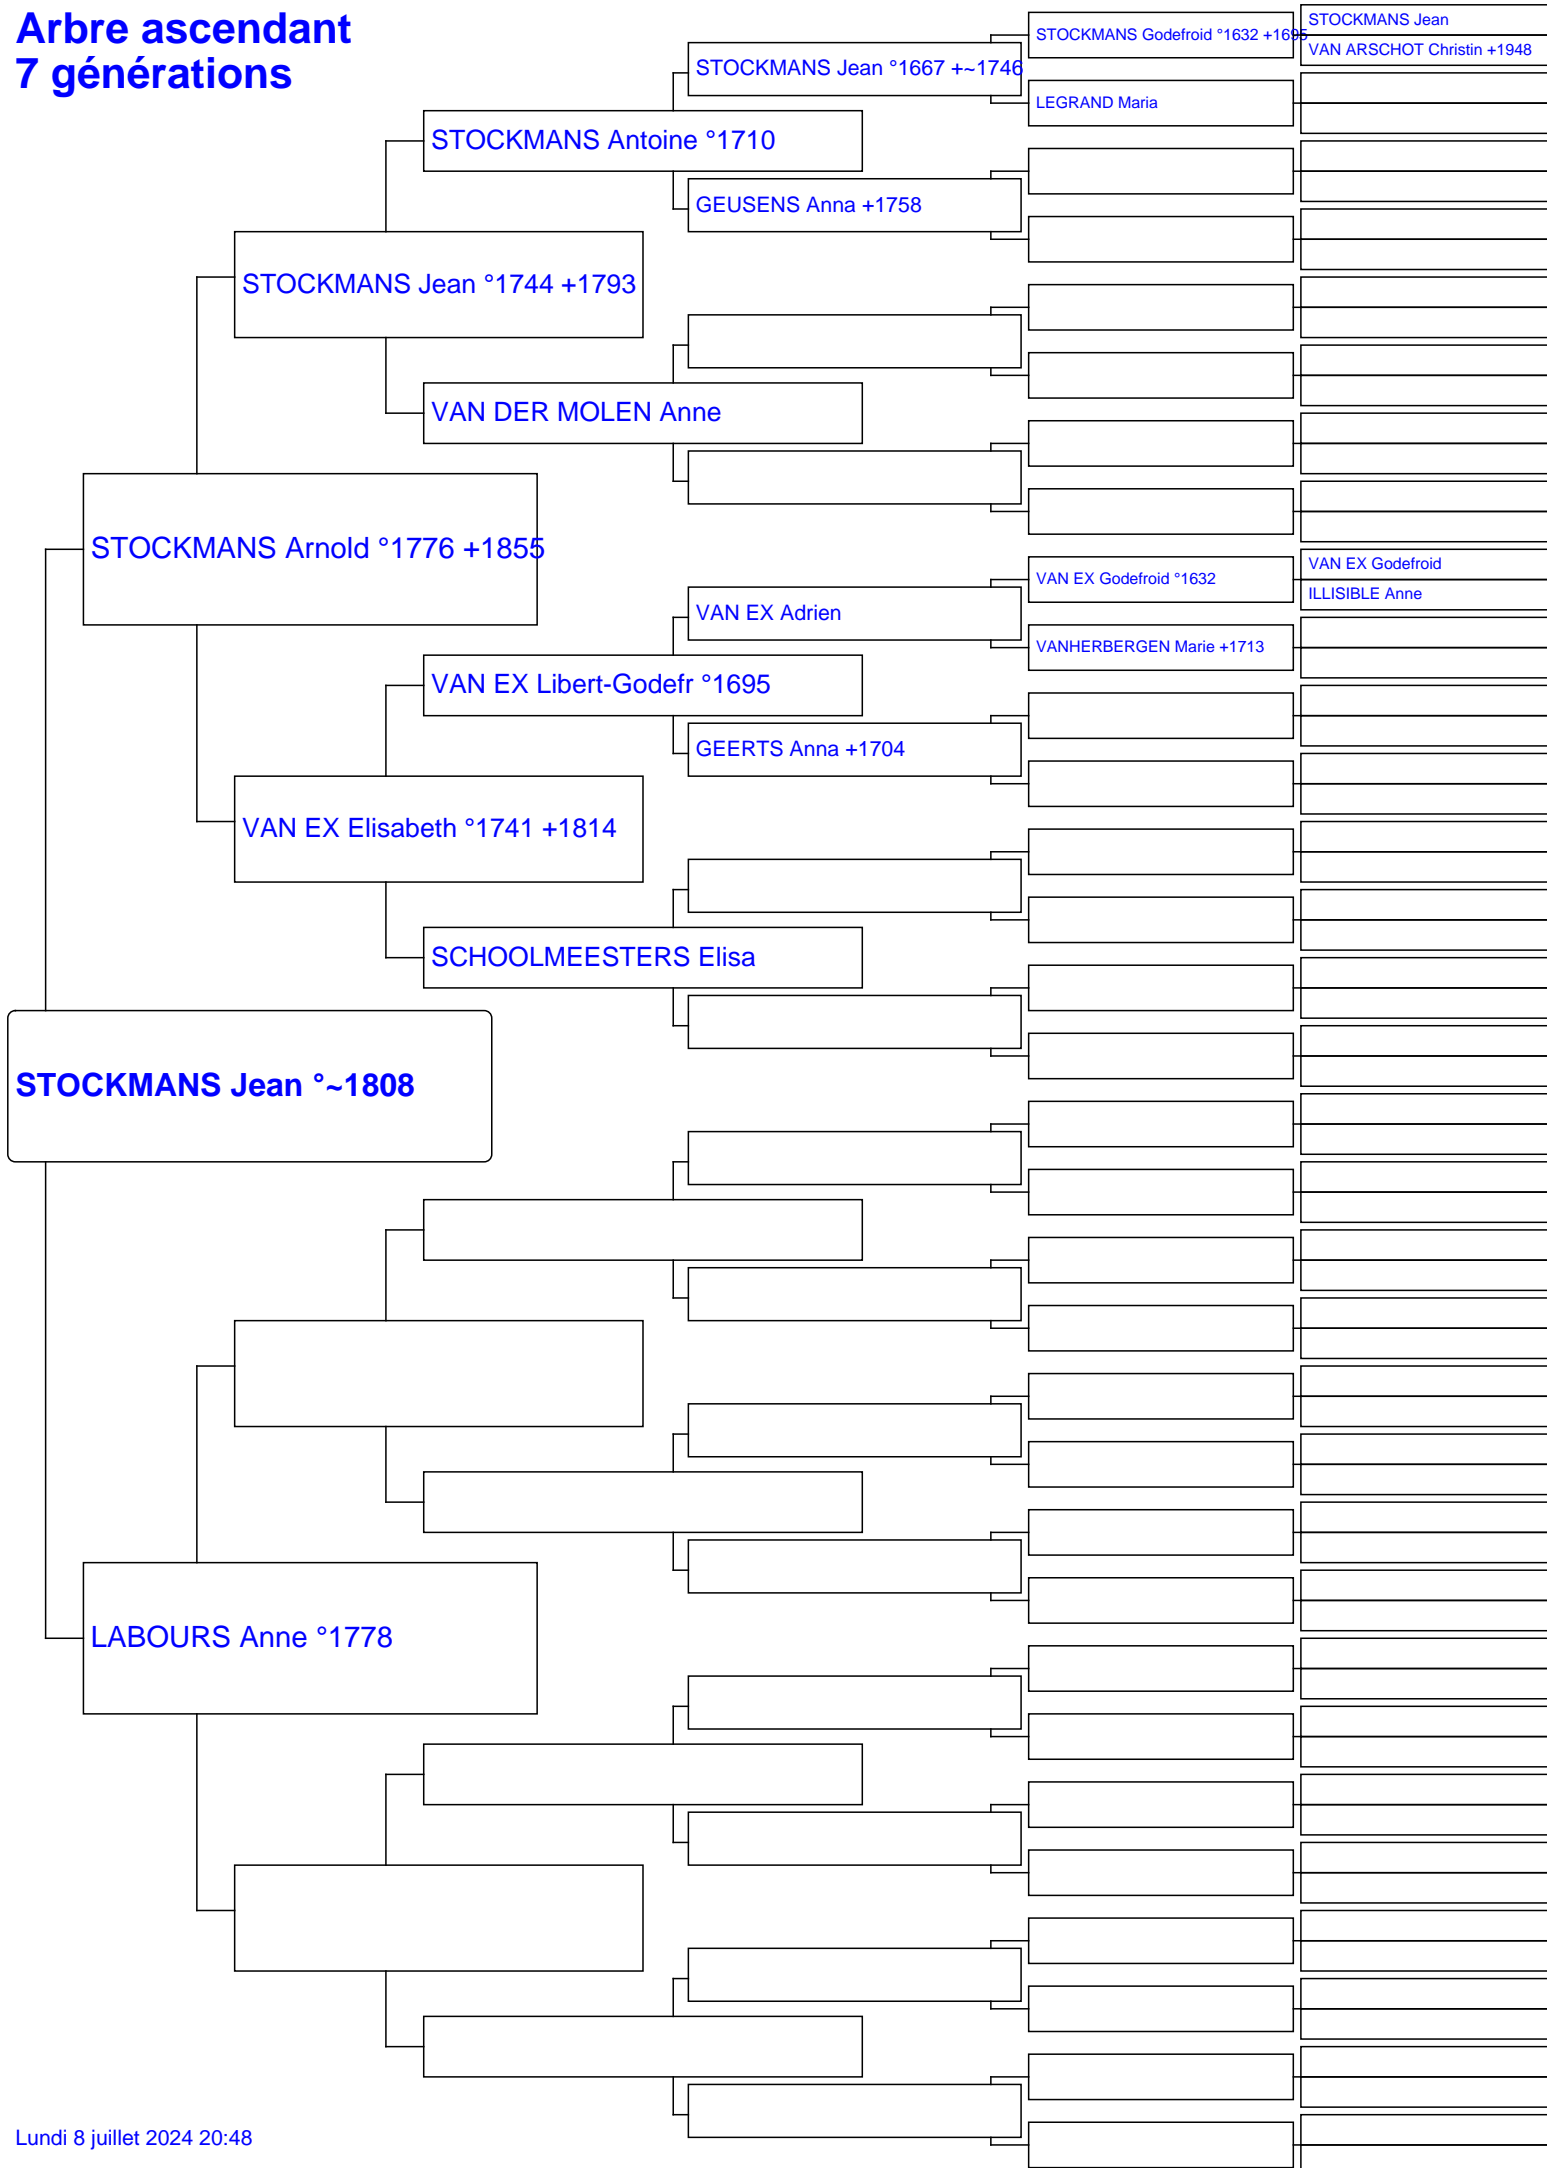 Arbre ascendant
7 générations
STOCKMANS Jean
VAN ARSCHOT Christin +1948
STOCKMANS Godefroid °1632 +1695
STOCKMANS Jean °1667 +~1746
LEGRAND Maria
STOCKMANS Antoine °1710
GEUSENS Anna +1758
STOCKMANS Jean °1744 +1793
VAN DER MOLEN Anne
STOCKMANS Arnold °1776 +1855
VAN EX Godefroid
ILLISIBLE Anne
VAN EX Godefroid °1632
VAN EX Adrien
VANHERBERGEN Marie +1713
VAN EX Libert-Godefr °1695
GEERTS Anna +1704
VAN EX Elisabeth °1741 +1814
SCHOOLMEESTERS Elisa
STOCKMANS Jean °~1808
LABOURS Anne °1778
Lundi 8 juillet 2024 20:48